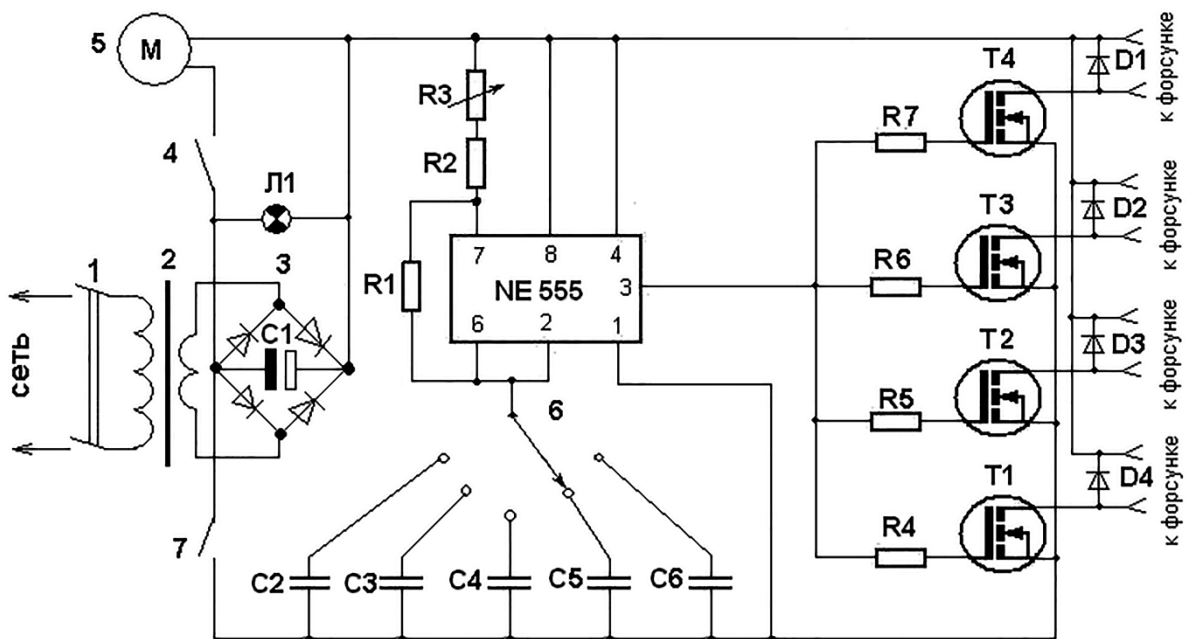 5
М
4
Л1
1
2
3
C1
сеть
7
R3
R2
R1
7
8
4
NE 555
3
6
2
1
6
C2
C3
C4
C5
C6
T4
R7
D1
к форсунке
T3
R6
D2
к форсунке
T2
R5
D3
к форсунке
T1
R4
D4
к форсунке